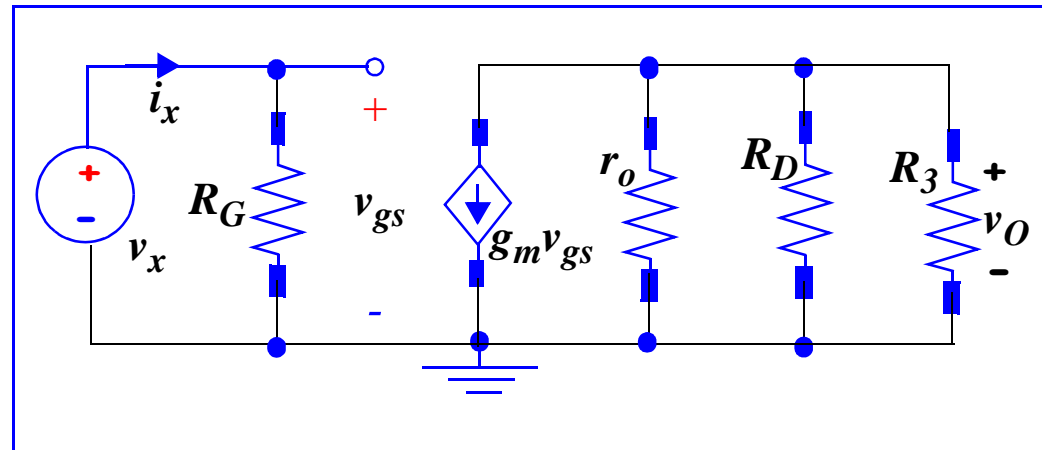 i_x
+
-
v_x
R_G
+
v_gs
-
g_m v_gs
r_o
R_D
R_3
+
v_O
-